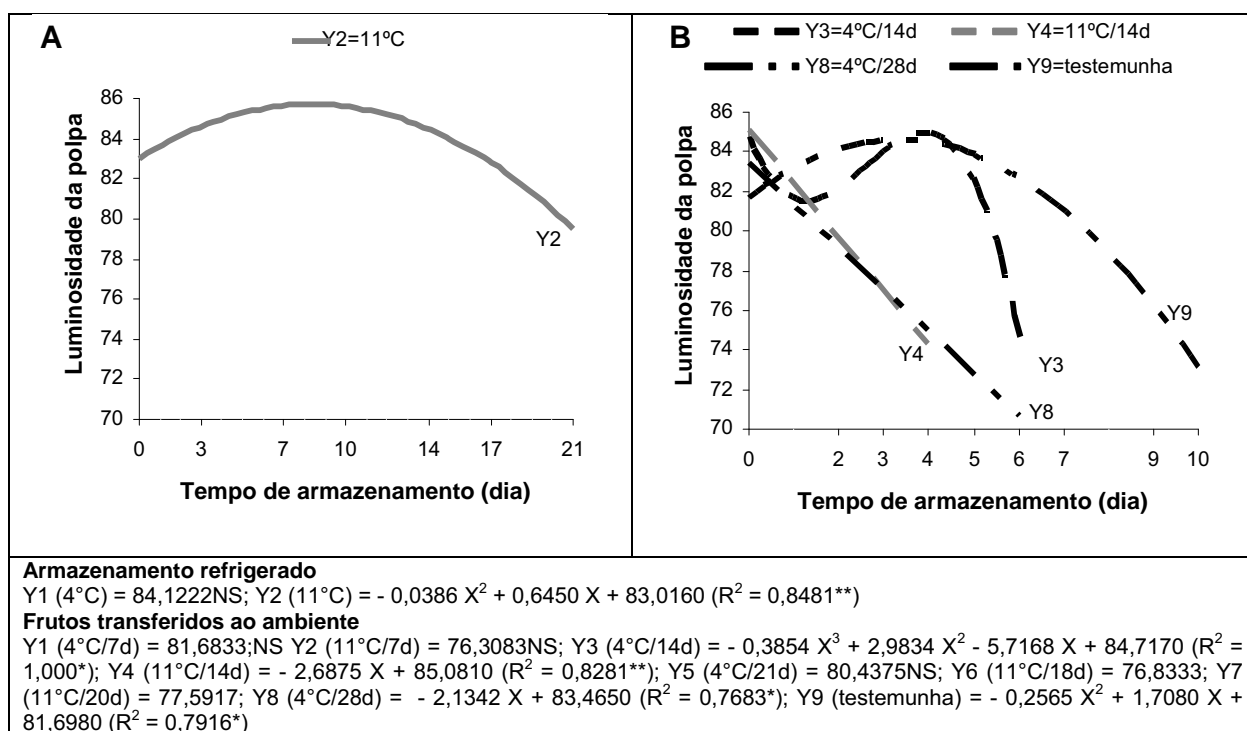 A
Y2=11ºC
Luminosidade da polpa
86
84
82
80
78
76
74
72
70
Y2
0 3 7 10 14 17 21
Tempo de armazenamento (dia)
B
Y3=4ºC/14d Y4=11ºC/14d
Y8=4ºC/28d Y9=testemunha
Luminosidade da polpa
86
84
82
80
78
76
74
72
70
Y9
Y4
Y3
Y8
0 2 3 4 5 6 7 9 10
Tempo de armazenamento (dia)
Armazenamento refrigerado
Y1 (4°C) = 84,1222NS; Y2 (11°C) = - 0,0386 X² + 0,6450 X + 83,0160 (R² = 0,8481**)
Frutos transferidos ao ambiente
Y1 (4°C/7d) = 81,6833;NS Y2 (11°C/7d) = 76,3083NS; Y3 (4°C/14d) = - 0,3854 X³ + 2,9834 X² - 5,7168 X + 84,7170 (R² =
1,000*); Y4 (11°C/14d) = - 2,6875 X + 85,0810 (R² = 0,8281**); Y5 (4°C/21d) = 80,4375NS; Y6 (11°C/18d) = 76,8333; Y7
(11°C/20d) = 77,5917; Y8 (4°C/28d) = - 2,1342 X + 83,4650 (R² = 0,7683*); Y9 (testemunha) = - 0,2565 X² + 1,7080 X +
81,6980 (R² = 0,7916*)